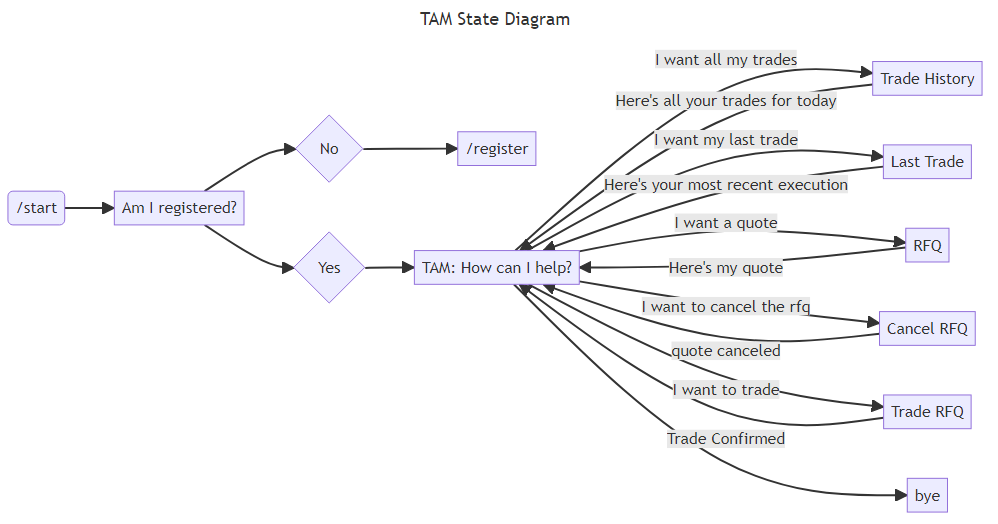 TAM State Diagram
I want all my trades
Trade History
Here's all your trades for today
No
/register
I want my last trade
Last Trade
Here's your most recent execution
/start
Am I registered?
I want a quote
RFQ
Yes
TAM: How can I help?
Here's my quote
I want to cancel the rfq
Cancel RFQ
quote canceled
I want to trade
Trade RFQ
Trade Confirmed
bye